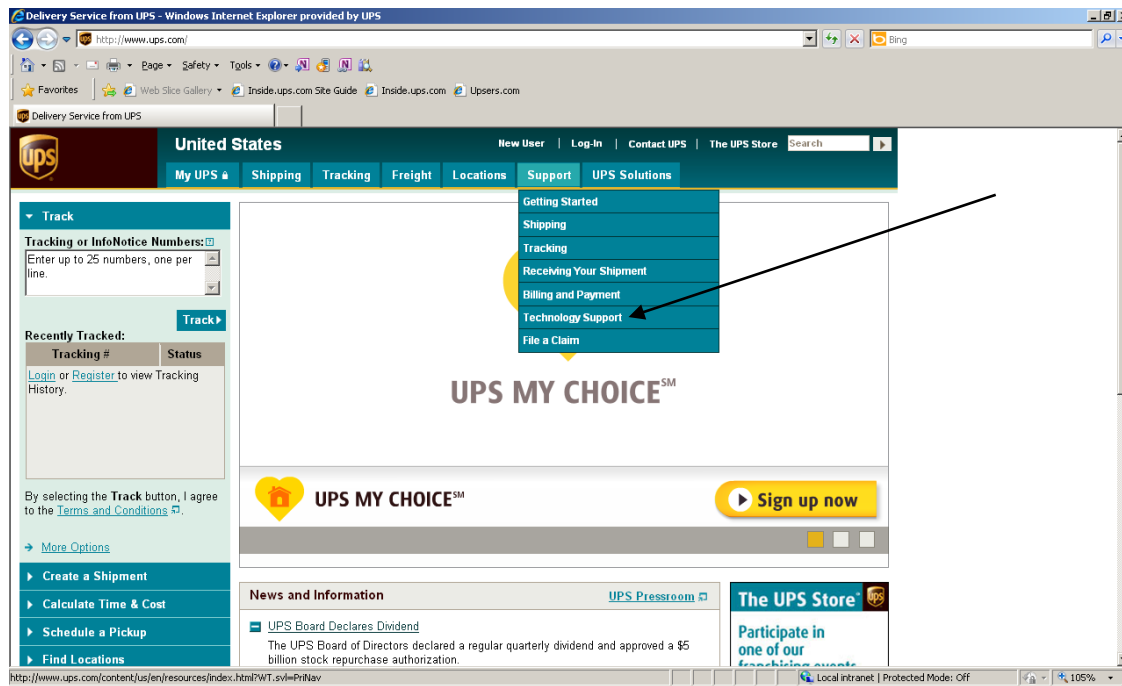 Delivery Service from UPS - Windows Internet Explorer provided by UPS
http://www.ups.com/
Bing
Page Safety Tools
Favorites Web Slice Gallery Inside.ups.com Site Guide Inside.ups.com Upsers.com
Delivery Service from UPS
ups
United States
New User | Log-In | Contact UPS | The UPS Store Search
My UPS Shipping Tracking Freight Locations Support UPS Solutions
Getting Started
Shipping
Tracking
Receiving Your Shipment
Billing and Payment
Technology Support
File a Claim
Track
Tracking or InfoNotice Numbers:
Enter up to 25 numbers, one per
line.
Track
Recently Tracked:
Tracking # Status
Login or Register to view Tracking
History.
By selecting the Track button, I agree
to the Terms and Conditions.
More Options
Create a Shipment
Calculate Time & Cost
Schedule a Pickup
Find Locations
UPS MY CHOICE℠
UPS MY CHOICE℠
Sign up now
News and Information
UPS Pressroom
UPS Board Declares Dividend
The UPS Board of Directors declared a regular quarterly dividend and approved a $5
billion stock repurchase authorization.
The UPS Store
ups
Participate in
one of our
franchising events
http://www.ups.com/content/us/en/resources/index.html?WT.svl=PriNav
Local intranet | Protected Mode: Off
105%